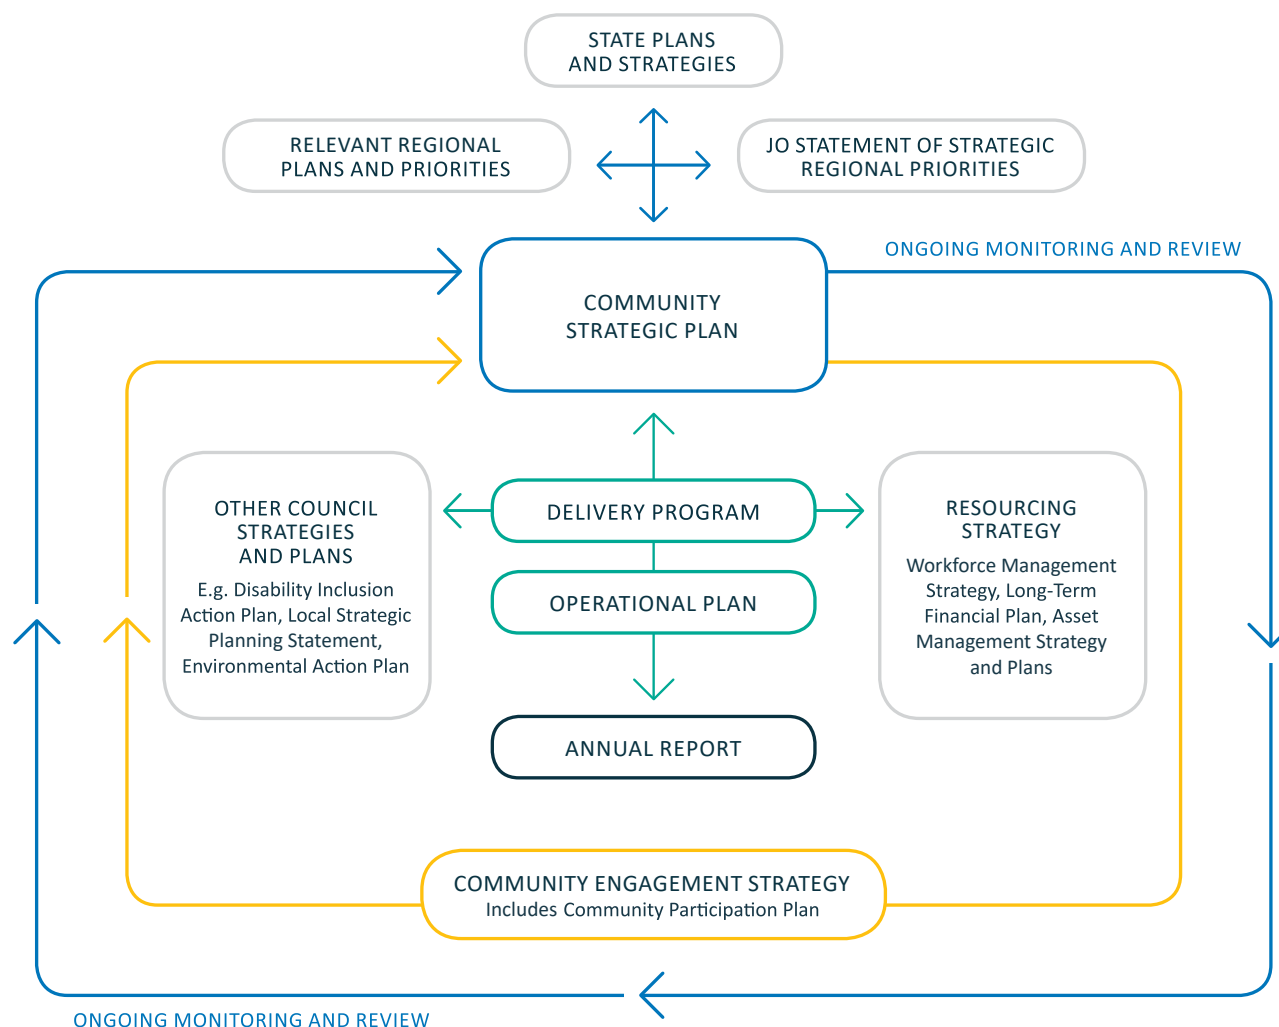 STATE PLANS
AND STRATEGIES
RELEVANT REGIONAL
PLANS AND PRIORITIES
JO STATEMENT OF STRATEGIC
REGIONAL PRIORITIES
ONGOING MONITORING AND REVIEW
COMMUNITY
STRATEGIC PLAN
OTHER COUNCIL
STRATEGIES
AND PLANS
E.g. Disability Inclusion
Action Plan, Local Strategic
Planning Statement,
Environmental Action Plan
DELIVERY PROGRAM
OPERATIONAL PLAN
RESOURCING
STRATEGY
Workforce Management
Strategy, Long-Term
Financial Plan, Asset
Management Strategy
and Plans
ANNUAL REPORT
COMMUNITY ENGAGEMENT STRATEGY
Includes Community Participation Plan
ONGOING MONITORING AND REVIEW